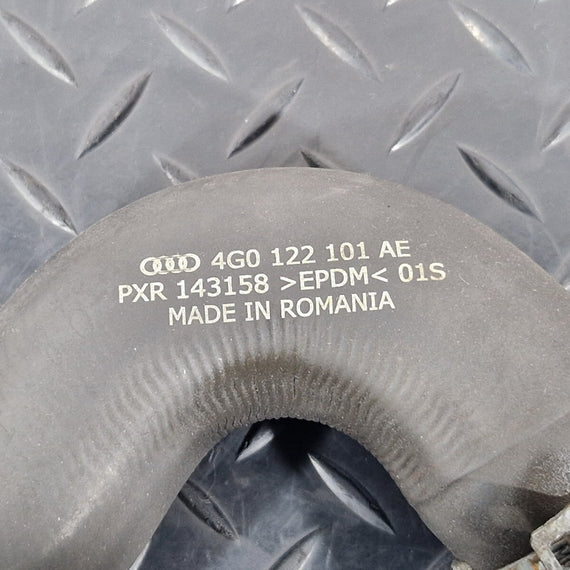 4G0 122 101 AE
PXR 143158 >EPDM< 01S
MADE IN ROMANIA